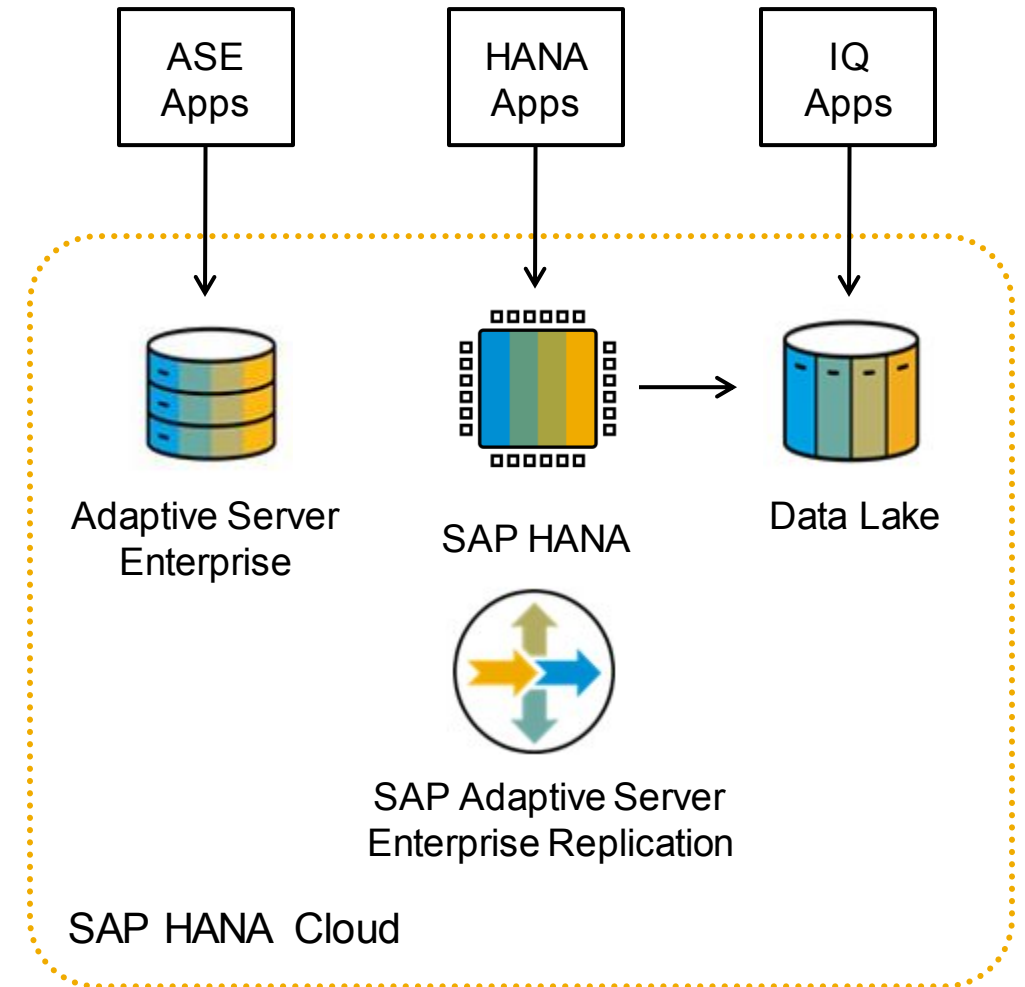 ASE
Apps
HANA
Apps
IQ
Apps
Adaptive Server
Enterprise
SAP HANA
Data Lake
SAP Adaptive Server
Enterprise Replication
SAP HANA Cloud